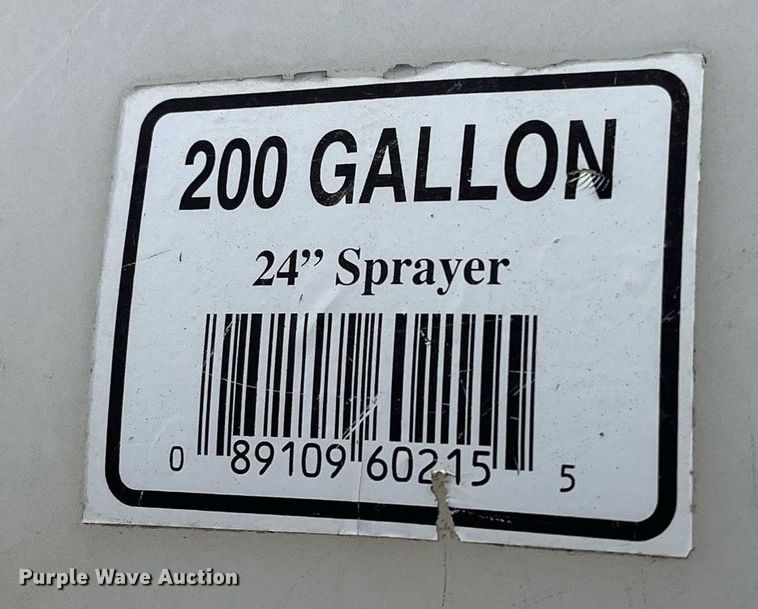 200 GALLON
24” Sprayer
0 89109 60215 5
Purple Wave Auction